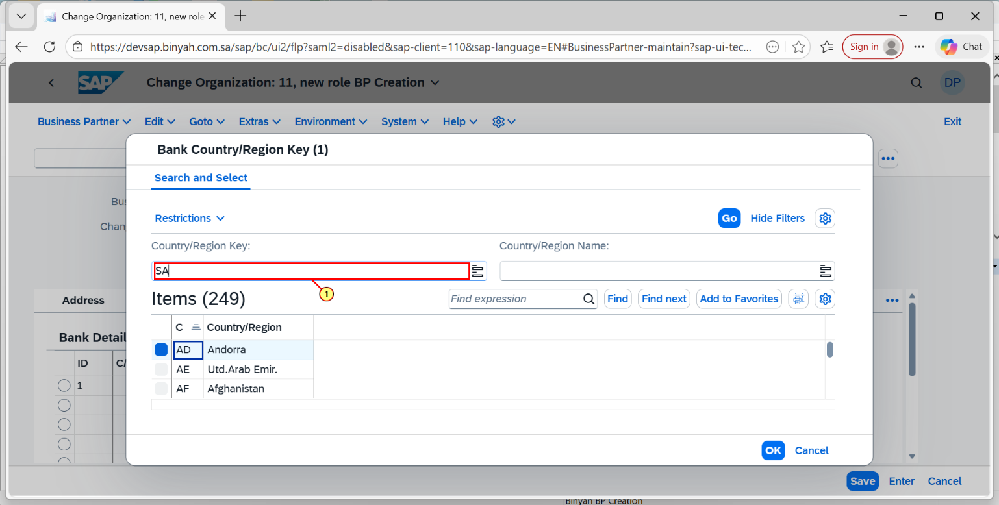 Change Organization: 11, new role
https://devsap.binyah.com.sa/sap/bc/ui2/flp?saml2=disabled&sap-client=110&sap-language=EN#BusinessPartner-maintain?sap-ui-tec...
Sign in
Chat
SAP
Change Organization: 11, new role BP Creation
DP
Business Partner
Edit
Goto
Extras
Environment
System
Help
Exit
Bank Country/Region Key (1)
Search and Select
Bus
Restrictions
Go
Hide Filters
Chan
Country/Region Key:
Country/Region Name:
SA
1
Items (249)
Find expression
Find
Find next
Add to Favorites
Address
C
Country/Region
Bank Detail
AD
Andorra
ID
C/
AE
Utd.Arab Emir.
1
AF
Afghanistan
OK
Cancel
Save
Enter
Cancel
Binyah BP Creation